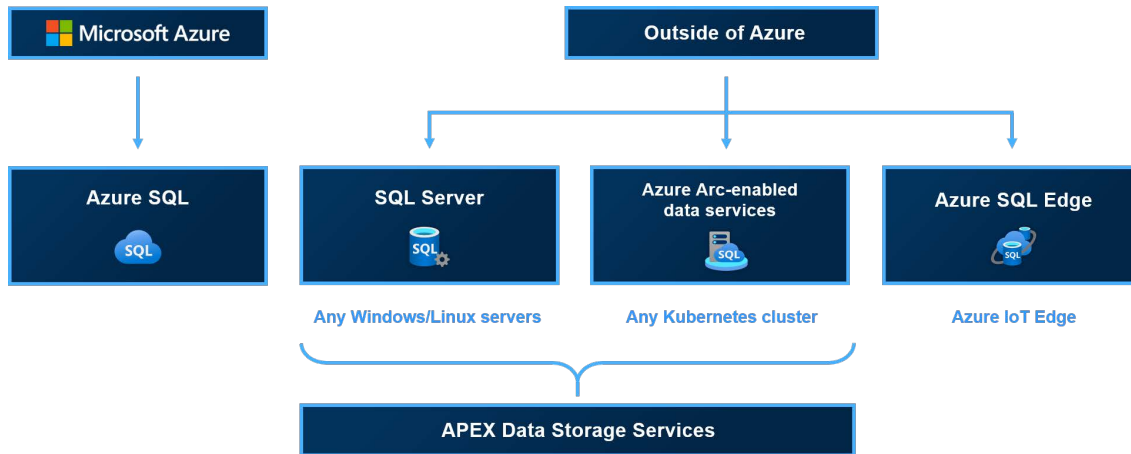 Microsoft Azure
Outside of Azure
Azure SQL
SQL
SQL Server
SQL
Azure Arc-enabled
data services
SQL
Azure SQL Edge
SQL
Any Windows/Linux servers
Any Kubernetes cluster
Azure IoT Edge
APEX Data Storage Services